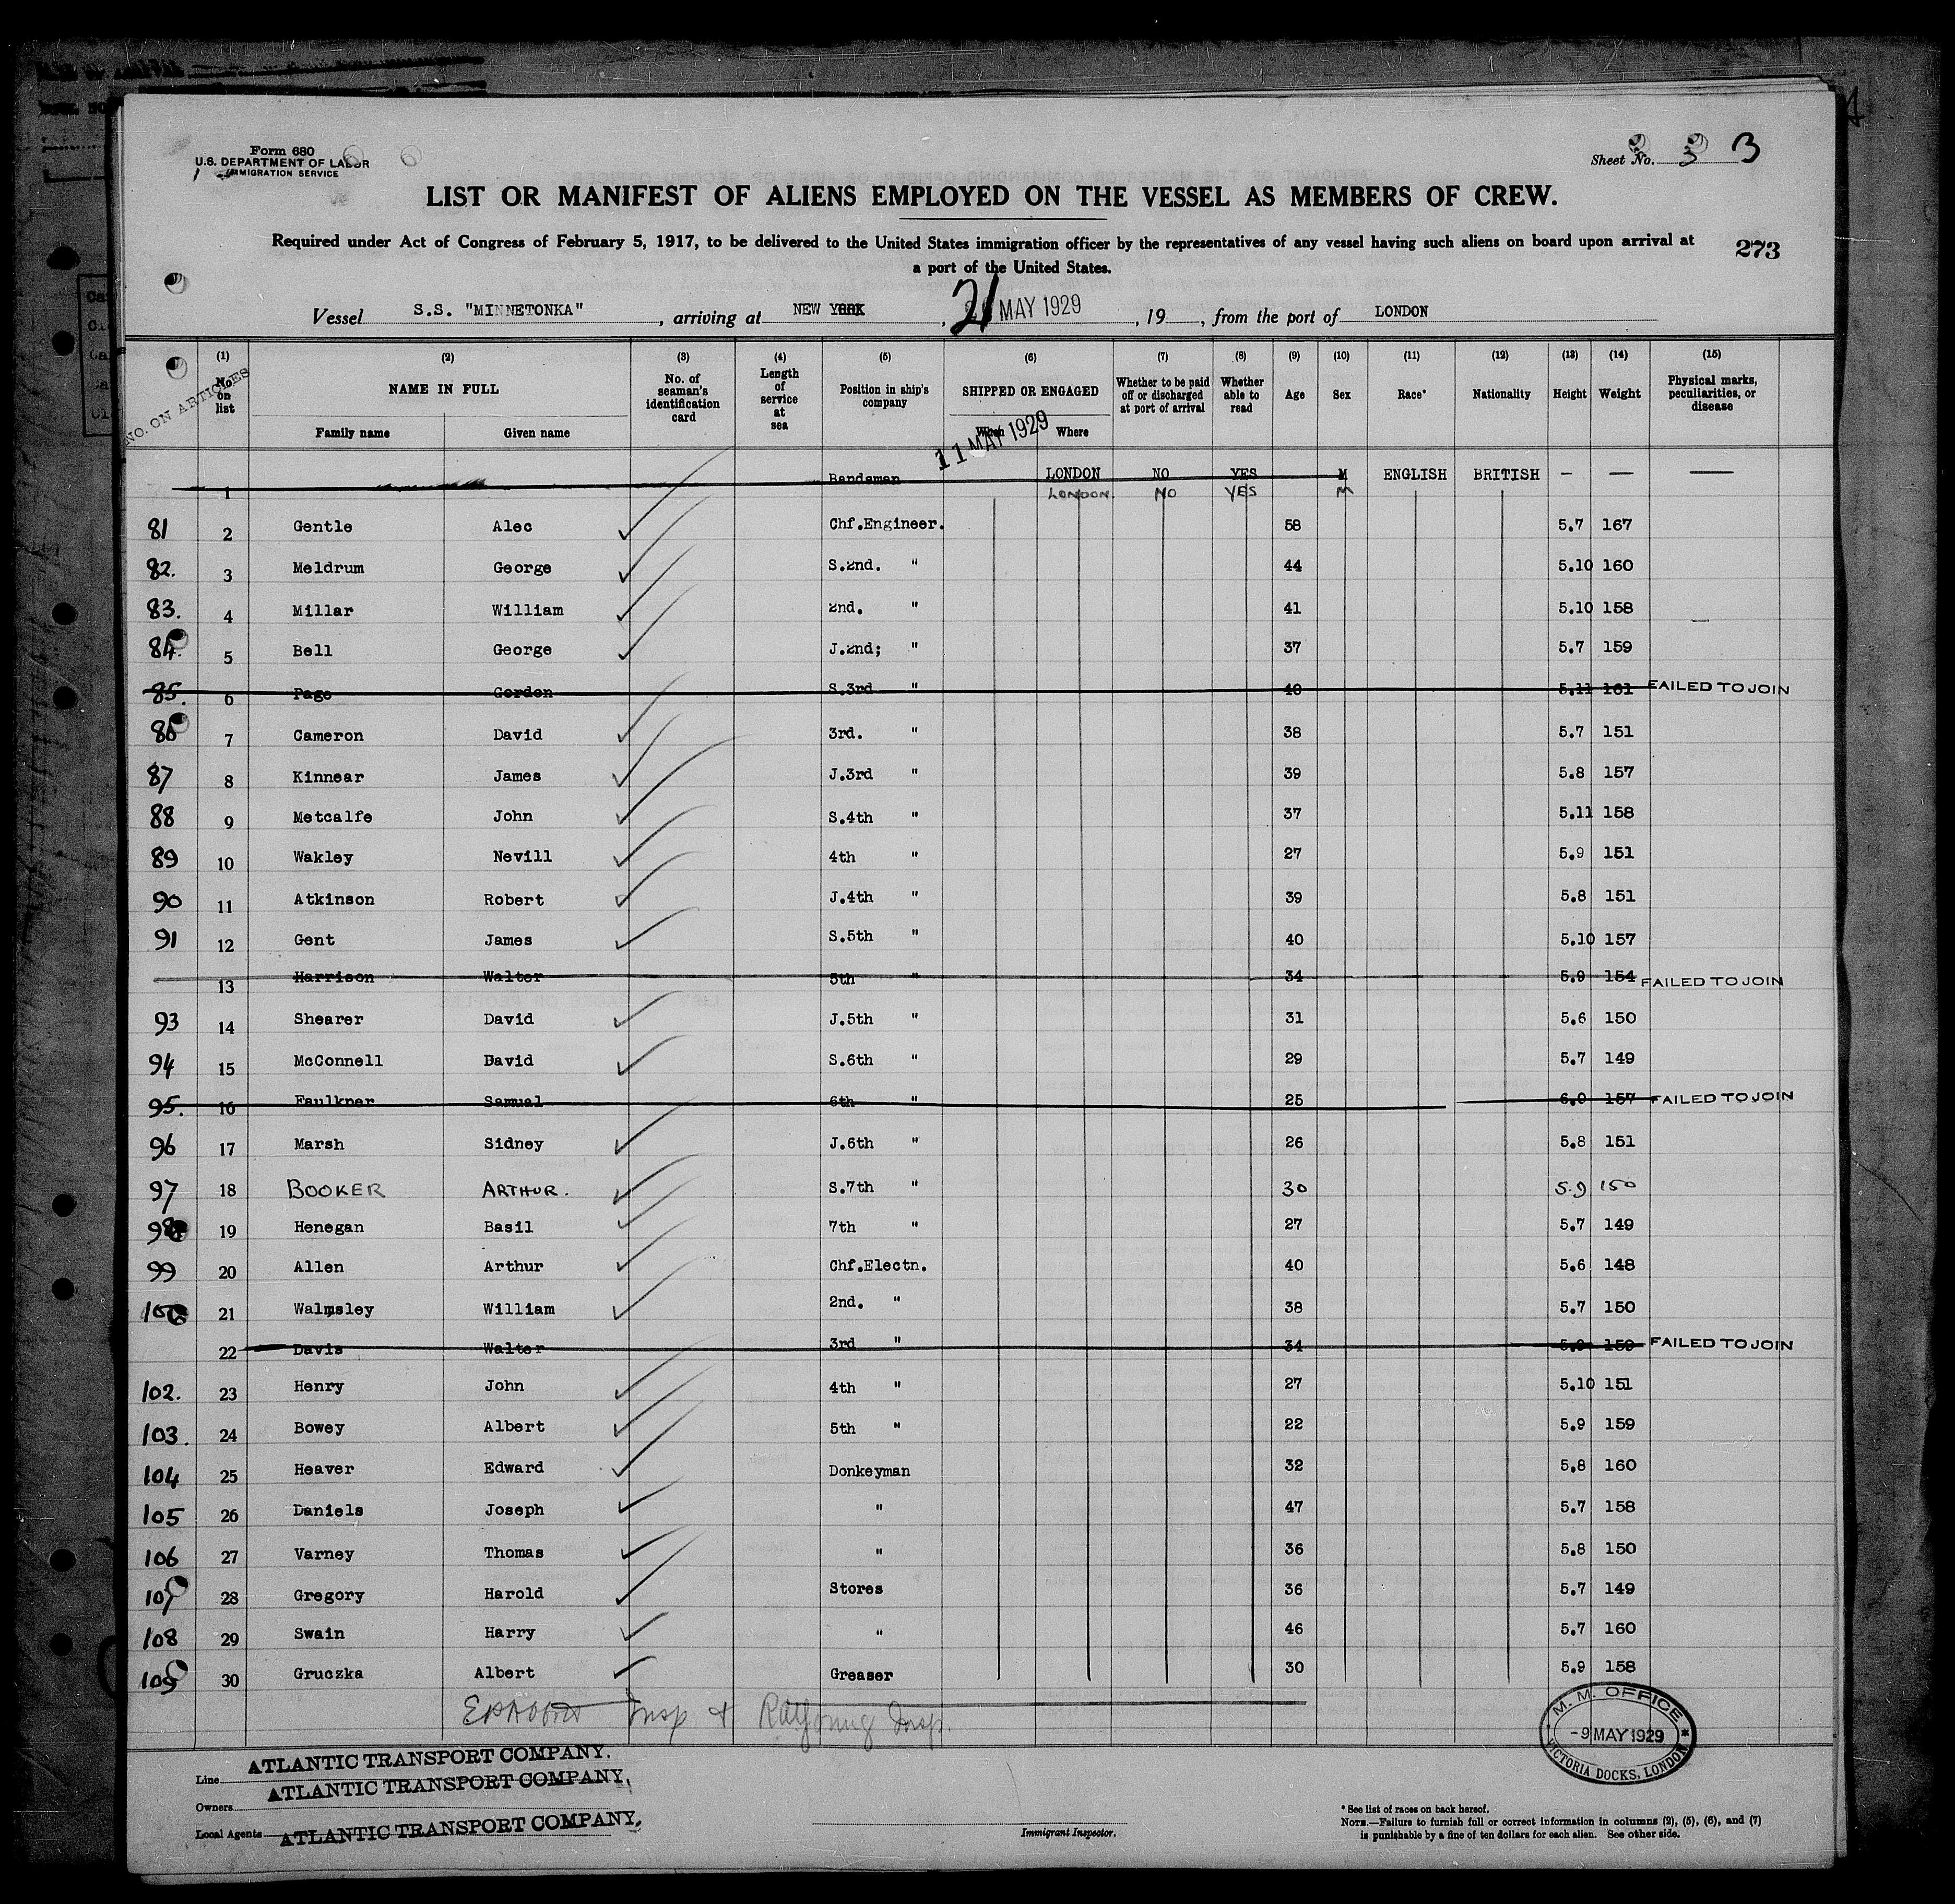 Form 680
U.S. DEPARTMENT OF LABOR
IMMIGRATION SERVICE
Sheet No. 3 3
LIST OR MANIFEST OF ALIENS EMPLOYED ON THE VESSEL AS MEMBERS OF CREW.
Required under Act of Congress of February 5, 1917, to be delivered to the United States immigration officer by the representatives of any vessel having such aliens on board upon arrival at
a port of the United States.
273
Vessel S.S. "MINNETONKA", arriving at NEW YORK, 21 MAY 1929, 19 , from the port of LONDON
NO. ON ARTICLES
(1) (2) (3) (4) (5) (6) (7) (8) (9) (10) (11) (12) (13) (14) (15)
No. on list NAME IN FULL No. of seaman's identification card Length of service at sea Position in ship's company SHIPPED OR ENGAGED Whether to be paid off or discharged at port of arrival Whether able to read Age Sex Race* Nationality Height Weight Physical marks, peculiarities, or disease
Family name Given name When Where
11 MAY 1929
1 Bandsman LONDON NO YES M ENGLISH BRITISH — — —
LONDON. NO YES M
81 2 Gentle Alec Chf.Engineer. 58 5.7 167
82. 3 Meldrum George S.2nd. " 44 5.10 160
83. 4 Millar William 2nd. " 41 5.10 158
84. 5 Bell George J.2nd; " 37 5.7 159
85. 6 Page Gordon S.3rd " 40 5.11 161 FAILED TO JOIN
86 7 Cameron David 3rd. " 38 5.7 151
87 8 Kinnear James J.3rd " 39 5.8 157
88 9 Metcalfe John S.4th " 37 5.11 158
89 10 Wakley Nevill 4th " 27 5.9 151
90 11 Atkinson Robert J.4th " 39 5.8 151
91 12 Gent James S.5th " 40 5.10 157
13 Harrison Walter 5th " 34 5.9 154 FAILED TO JOIN
93 14 Shearer David J.5th " 31 5.6 150
94 15 McConnell David S.6th " 29 5.7 149
95. 16 Faulkner Samuel 6th " 25 6.0 157 FAILED TO JOIN
96 17 Marsh Sidney J.6th " 26 5.8 151
97 18 BOOKER ARTHUR. S.7th " 30 5.9 150
98 19 Henegan Basil 7th " 27 5.7 149
99 20 Allen Arthur Chf.Electn. 40 5.6 148
100 21 Walmsley William 2nd. " 38 5.7 150
22 Davis Walter 3rd " 34 5.9 159 FAILED TO JOIN
102. 23 Henry John 4th " 27 5.10 151
103. 24 Bowey Albert 5th " 22 5.9 159
104 25 Heaver Edward Donkeyman 32 5.8 160
105 26 Daniels Joseph " 47 5.7 158
106 27 Varney Thomas " 36 5.8 150
107 28 Gregory Harold Stores 36 5.7 149
108 29 Swain Harry " 46 5.7 160
109 30 Gruczka Albert Greaser 30 5.9 158
Insp + Insp.
M. M. OFFICE
-9 MAY 1929 *
VICTORIA DOCKS, LONDON
Line ATLANTIC TRANSPORT COMPANY.
Owners ATLANTIC TRANSPORT COMPANY,
Local Agents ATLANTIC TRANSPORT COMPANY,
Immigrant Inspector.
* See list of races on back hereof.
NOTE.—Failure to furnish full or correct information in columns (2), (5), (6), and (7)
is punishable by a fine of ten dollars for each alien. See other side.